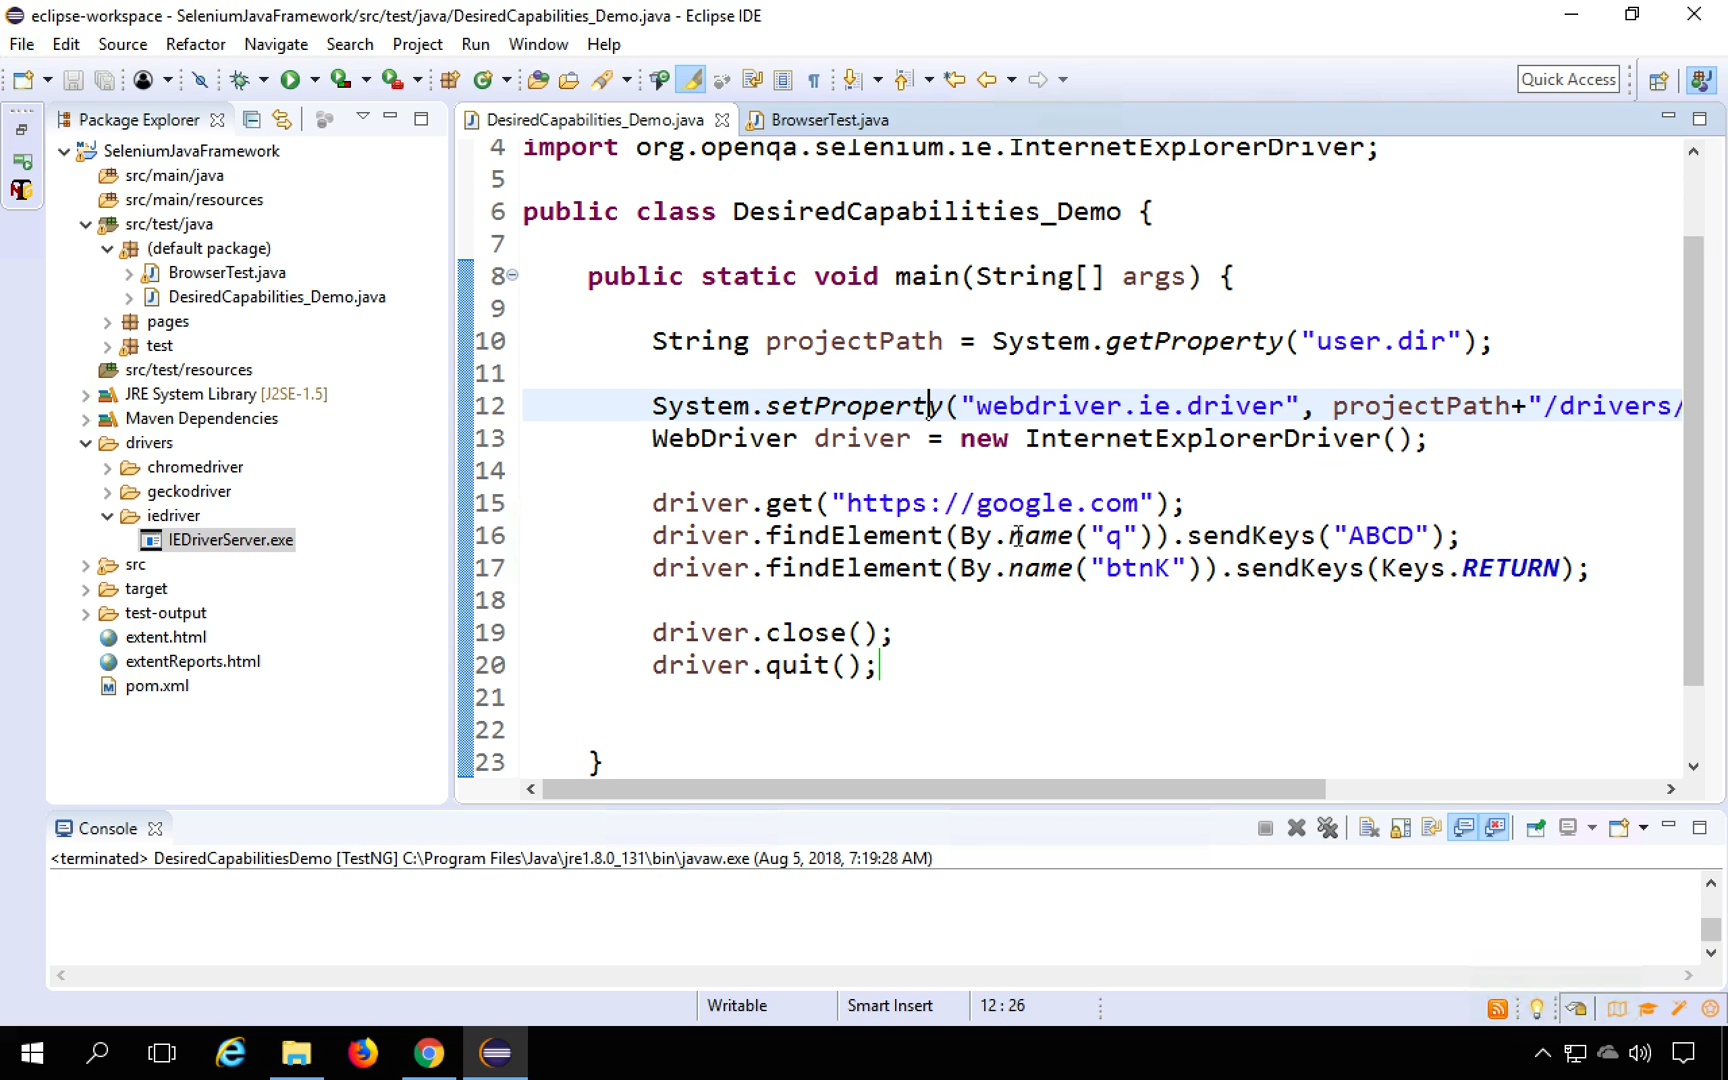 eclipse-workspace - SeleniumJavaFramework/src/test/java/DesiredCapabilities_Demo.java - Eclipse IDE
File Edit Source Refactor Navigate Search Project Run Window Help
Quick Access
Package Explorer
SeleniumJavaFramework
src/main/java
src/main/resources
src/test/java
(default package)
BrowserTest.java
DesiredCapabilities_Demo.java
pages
test
src/test/resources
JRE System Library [J2SE-1.5]
Maven Dependencies
drivers
chromedriver
geckodriver
iedriver
IEDriverServer.exe
src
target
test-output
extent.html
extentReports.html
pom.xml
DesiredCapabilities_Demo.java BrowserTest.java
4 import org.openqa.selenium.ie.InternetExplorerDriver;
5
6 public class DesiredCapabilities_Demo {
7
8 public static void main(String[] args) {
9
10 String projectPath = System.getProperty("user.dir");
11
12 System.setProperty("webdriver.ie.driver", projectPath+"/drivers/
13 WebDriver driver = new InternetExplorerDriver();
14
15 driver.get("https://google.com");
16 driver.findElement(By.name("q")).sendKeys("ABCD");
17 driver.findElement(By.name("btnK")).sendKeys(Keys.RETURN);
18
19 driver.close();
20 driver.quit();
21
22
23 }
Console
<terminated> DesiredCapabilitiesDemo [TestNG] C:\Program Files\Java\jre1.8.0_131\bin\javaw.exe (Aug 5, 2018, 7:19:28 AM)
Writable Smart Insert 12 : 26